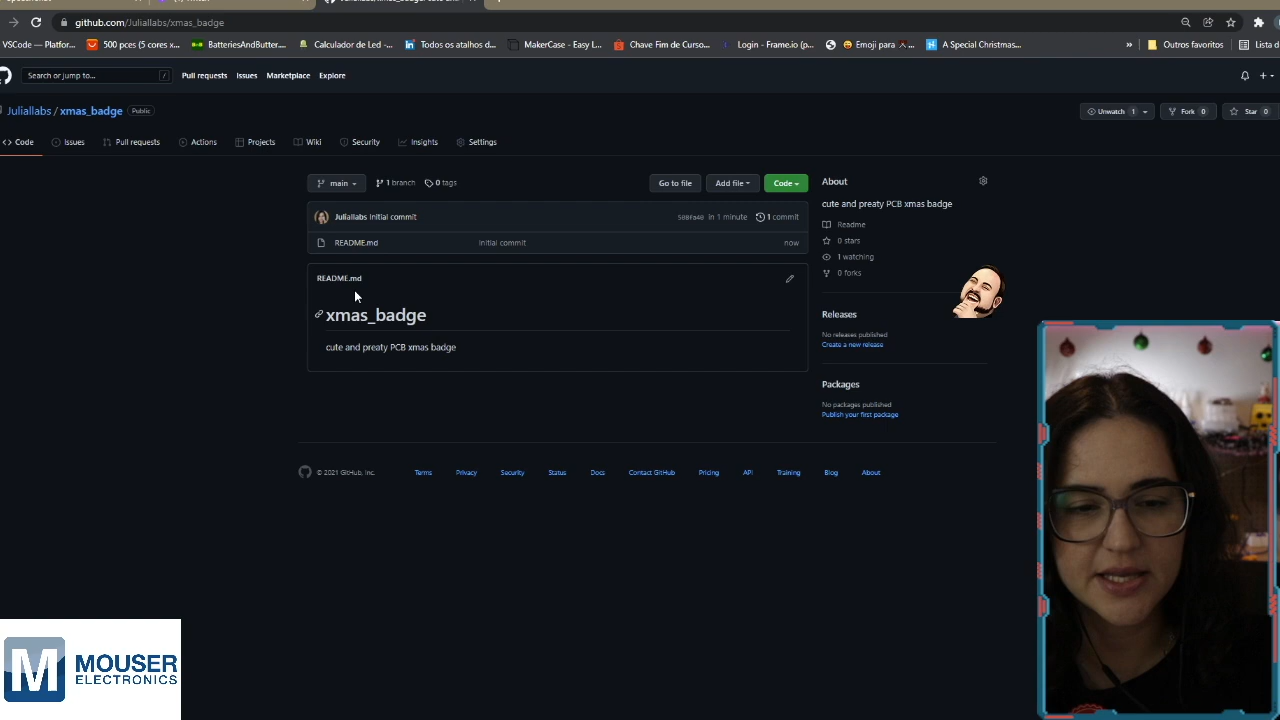 github.com/Juliallabs/xmas_badge
VSCode — Platfor... 500 pces (5 cores x... BatteriesAndButter... Calculador de Led -... Todos os atalhos d... MakerCase - Easy L... Chave Fim de Curso... Login - Frame.io (p... Emoji para A Special Christmas... » Outros favoritos Lista d
Search or jump to... / Pull requests Issues Marketplace Explore
Juliallabs / xmas_badge Public Unwatch 1 Fork 0 Star 0
<> Code Issues Pull requests Actions Projects Wiki Security Insights Settings
main 1 branch 0 tags Go to file Add file Code
Juliallabs Initial commit in 1 minute 1 commit
README.md Initial commit now
README.md
xmas_badge
cute and preaty PCB xmas badge
About
cute and preaty PCB xmas badge
Readme
0 stars
1 watching
0 forks
Releases
No releases published
Create a new release
Packages
No packages published
Publish your first package
© 2021 GitHub, Inc. Terms Privacy Security Status Docs Contact GitHub Pricing API Training Blog About
M MOUSER
ELECTRONICS